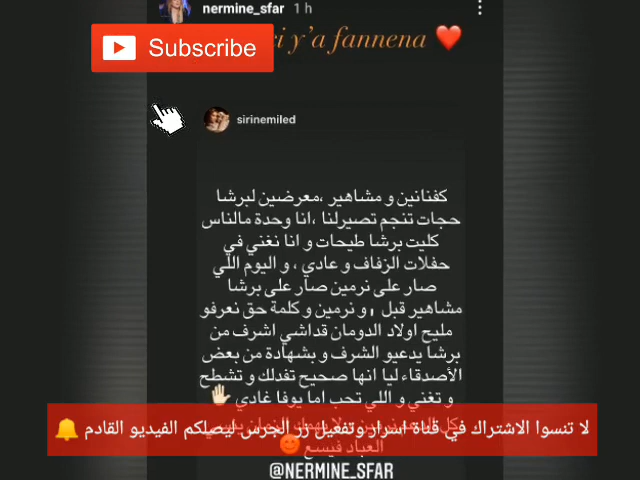 nermine_sfar 1 h
y'a fannena ❤️
Subscribe
sirinemiled
كفنانين و مشاهير ،معرضين لبرشا
حجات تنجم تصيرلنا ،انا وحدة مالناس
كليت برشا طيحات و انا نغني في
حفلات الزفاف و عادي ، و اليوم اللي
صار على نرمين صار على برشا
مشاهير قبل , و نرمين و كلمة حق نعرفو
مليح اولاد الدومان قداشي اشرف من
برشا يدعيو الشرف و بشهادة من بعض
الأصدقاء ليا انها صحيح تفدلك و تشطح
و تغني و اللي تحب اما يوفا غادي ✋
لا تنسوا الاشتراك في قناة اسرار وتفعيل زر الجرس ليصلكم الفيديو القادم 🔔
العباد فيسع 😊
@NERMINE_SFAR